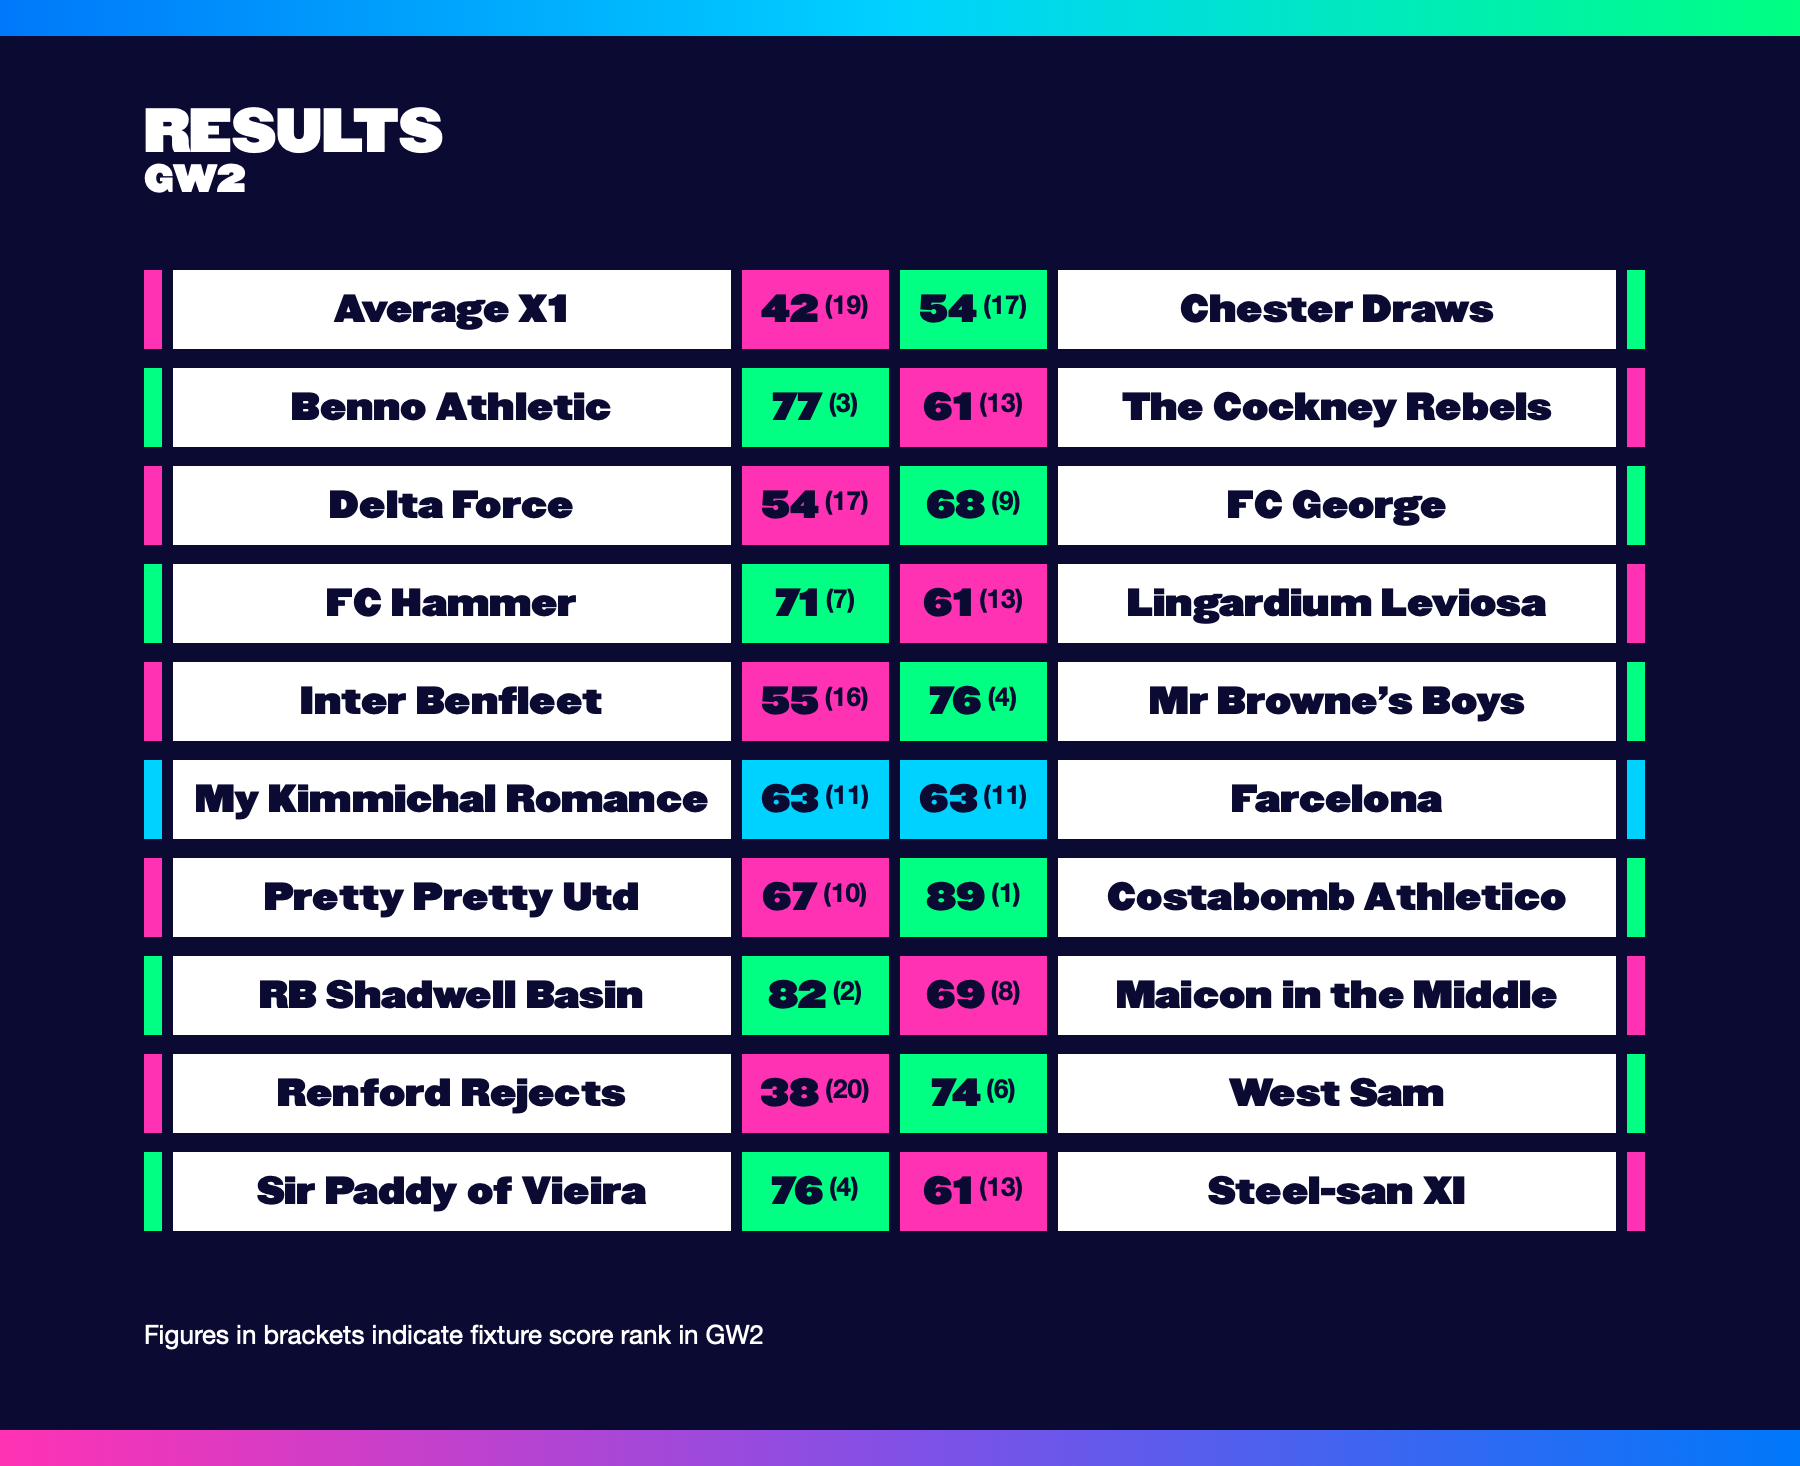 RESULTS
GW2
Average X1 42 (19) 54 (17) Chester Draws
Benno Athletic 77 (3) 61 (13) The Cockney Rebels
Delta Force 54 (17) 68 (9) FC George
FC Hammer 71 (7) 61 (13) Lingardium Leviosa
Inter Benfleet 55 (16) 76 (4) Mr Browne’s Boys
My Kimmichal Romance 63 (11) 63 (11) Farcelona
Pretty Pretty Utd 67 (10) 89 (1) Costabomb Athletico
RB Shadwell Basin 82 (2) 69 (8) Maicon in the Middle
Renford Rejects 38 (20) 74 (6) West Sam
Sir Paddy of Vieira 76 (4) 61 (13) Steel-san XI
Figures in brackets indicate fixture score rank in GW2